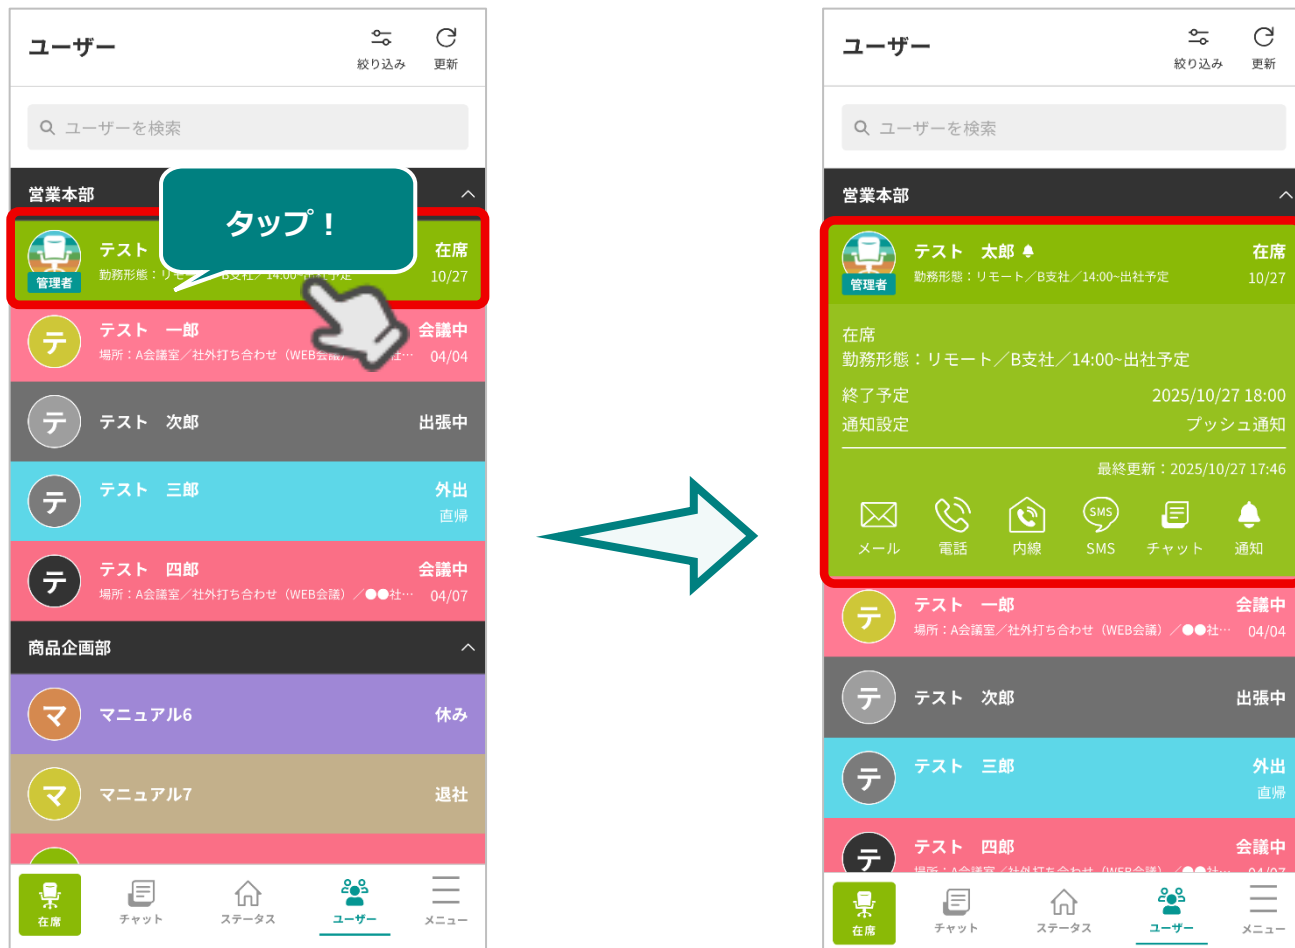 ユーザー
絞り込み
更新
ユーザーを検索
営業本部
タップ！
テスト
在席
管理者
10/27
テスト　一郎
会議中
場所：A会議室／社外打ち合わせ（WEB会議
04/04
テ
テスト　次郎
出張中
テ
テスト　三郎
外出
直帰
テ
テスト　四郎
会議中
場所：A会議室／社外打ち合わせ（WEB会議）／●●社…
04/07
テ
商品企画部
マ
マニュアル6
休み
マ
マニュアル7
退社
在席
チャット
ステータス
ユーザー
メニュー
ユーザー
絞り込み
更新
ユーザーを検索
営業本部
テスト　太郎
在席
管理者
勤務形態：リモート／B支社／14:00~出社予定
10/27
在席
勤務形態：リモート／B支社／14:00~出社予定
終了予定
2025/10/27 18:00
通知設定
プッシュ通知
最終更新：2025/10/27 17:46
メール
電話
内線
SMS
SMS
チャット
通知
テ
テスト　一郎
会議中
場所：A会議室／社外打ち合わせ（WEB会議）／●●社…
04/04
テ
テスト　次郎
出張中
テ
テスト　三郎
外出
直帰
テ
テスト　四郎
会議中
在席
チャット
ステータス
ユーザー
メニュー